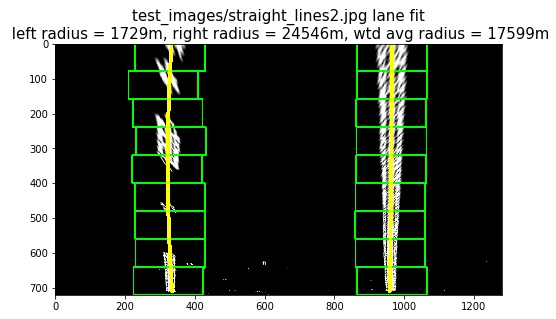 test_images/straight_lines2.jpg lane fit
left radius = 1729m, right radius = 24546m, wtd avg radius = 17599m
0
100
200
300
400
500
600
700
0 200 400 600 800 1000 1200